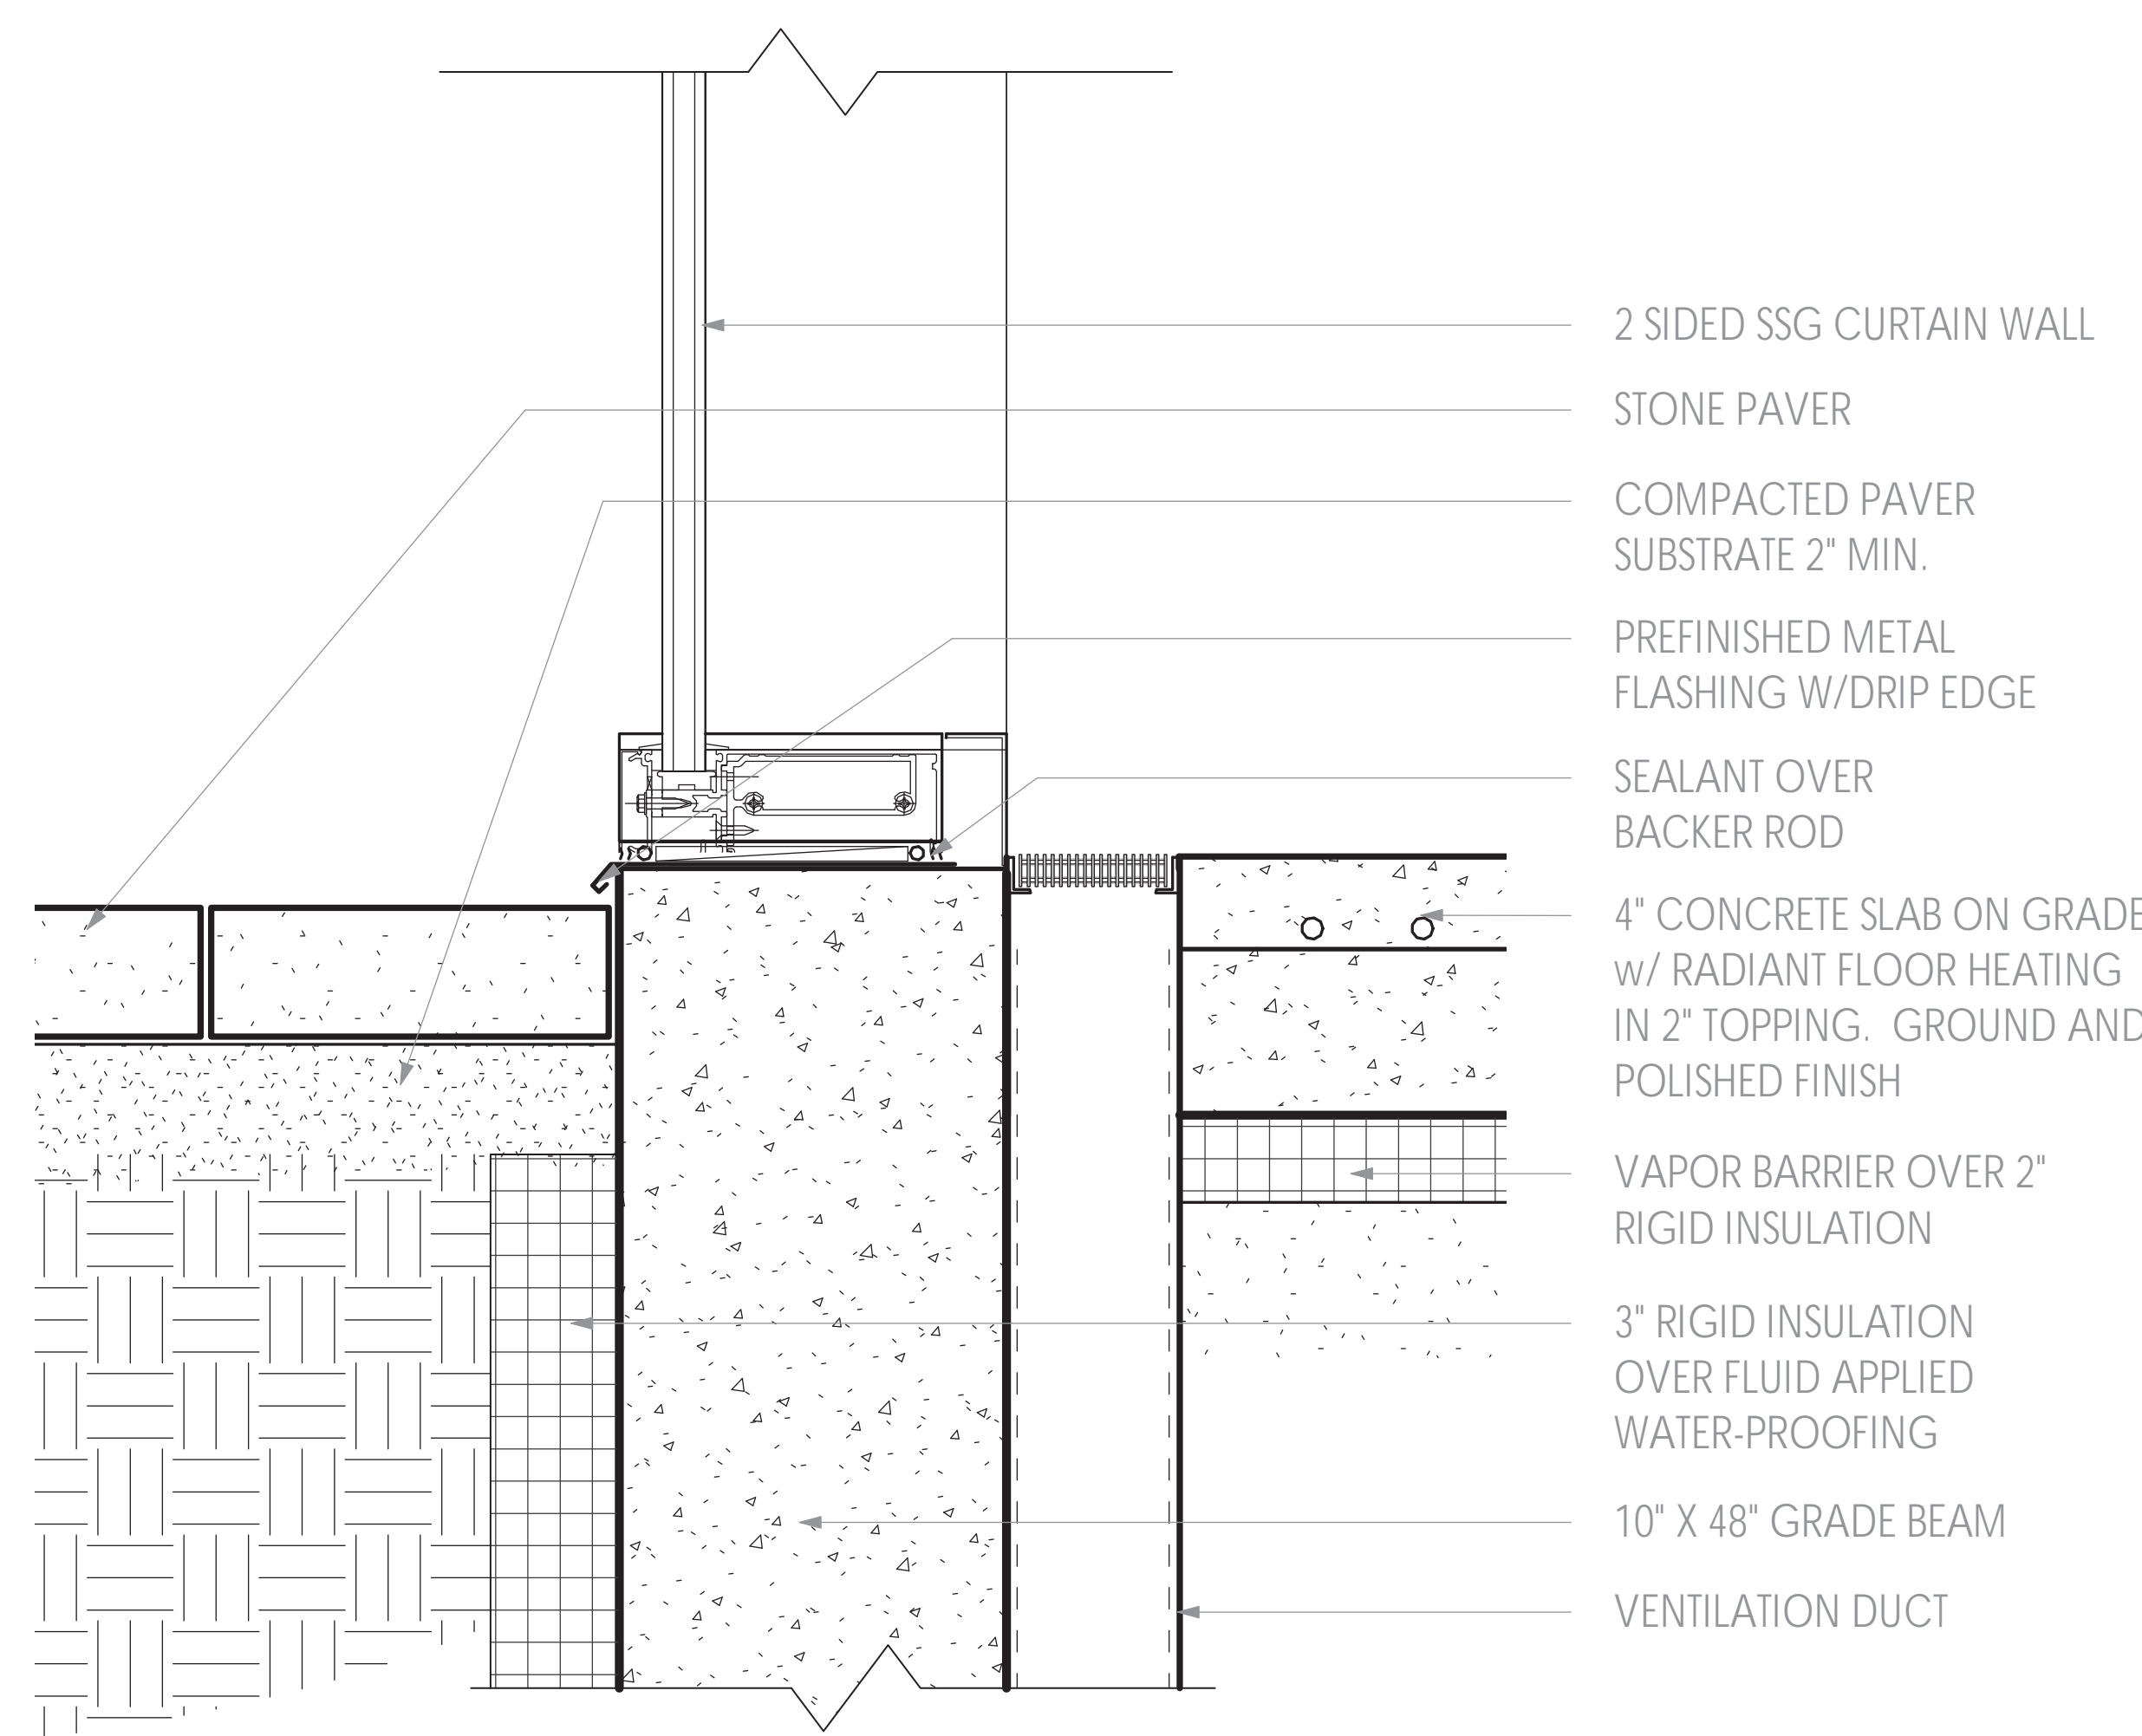 2 SIDED SSG CURTAIN WALL
STONE PAVER
COMPACTED PAVER
SUBSTRATE 2" MIN.
PREFINISHED METAL
FLASHING W/DRIP EDGE
SEALANT OVER
BACKER ROD
4" CONCRETE SLAB ON GRADE
w/ RADIANT FLOOR HEATING
IN 2" TOPPING. GROUND AND
POLISHED FINISH
VAPOR BARRIER OVER 2"
RIGID INSULATION
3" RIGID INSULATION
OVER FLUID APPLIED
WATER-PROOFING
10" X 48" GRADE BEAM
VENTILATION DUCT